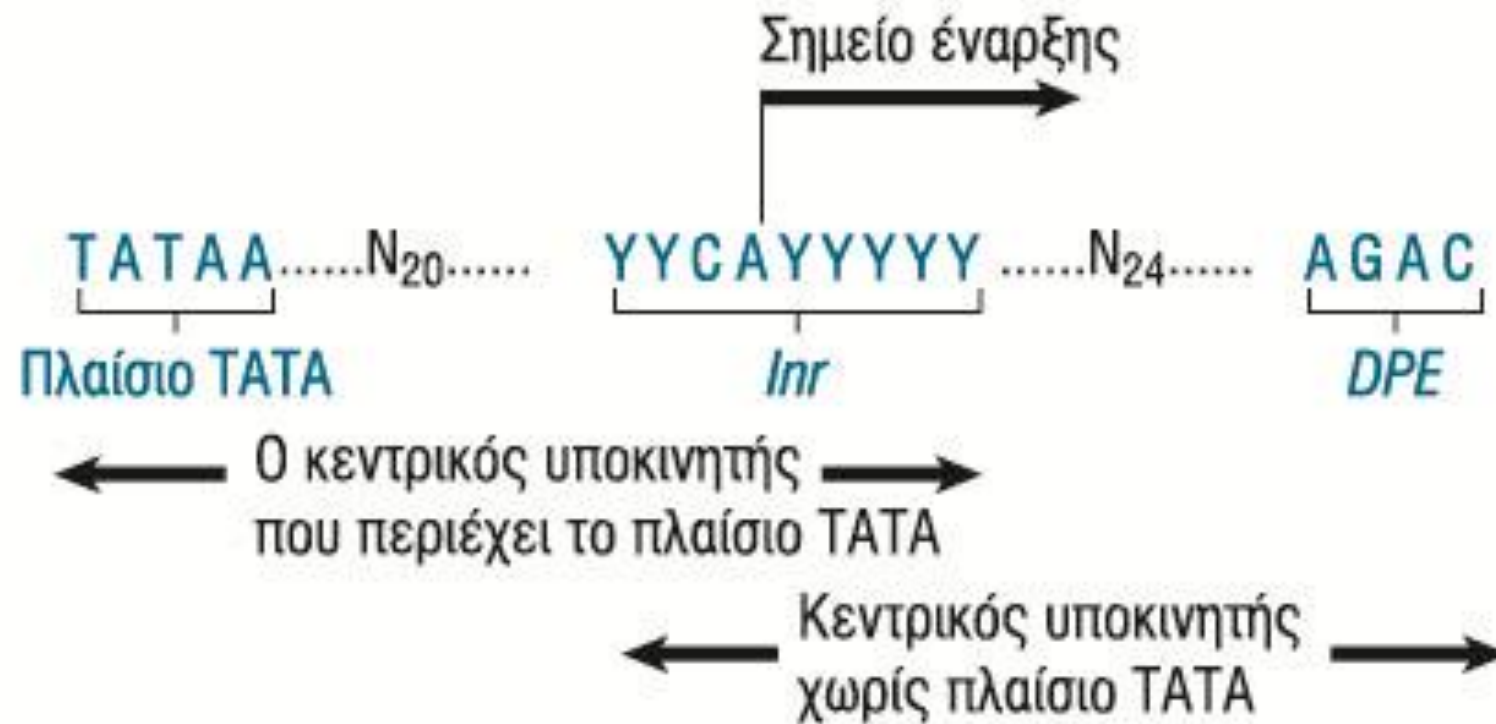 Σημείο έναρξης
TATAA......N20...... YYCAYYYYY ......N24...... AGAC
Πλαίσιο TATA Inr DPE
Ο κεντρικός υποκινητής
που περιέχει το πλαίσιο TATA
Κεντρικός υποκινητής
χωρίς πλαίσιο TATA